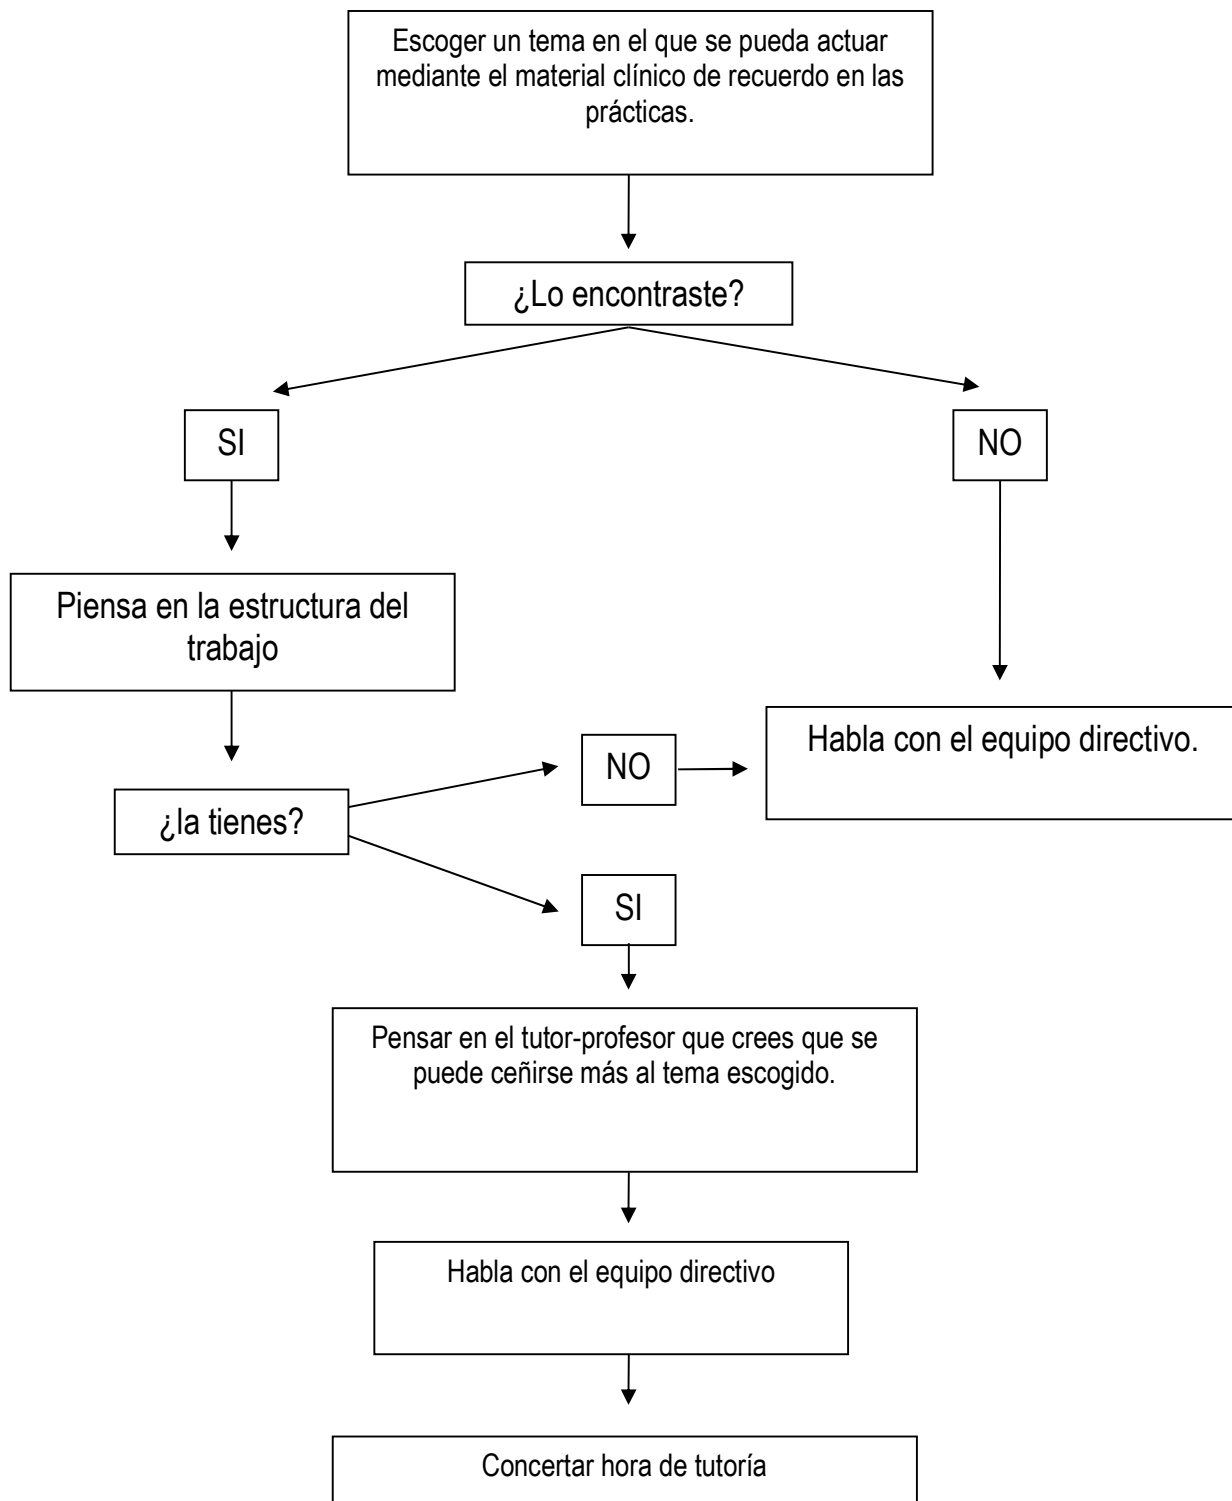 Escoger un tema en el que se pueda actuar
mediante el material clínico de recuerdo en las
prácticas.
¿Lo encontraste?
SI
NO
Piensa en la estructura del
trabajo
Habla con el equipo directivo.
NO
¿la tienes?
SI
Pensar en el tutor-profesor que crees que se
puede ceñirse más al tema escogido.
Habla con el equipo directivo
Concertar hora de tutoría